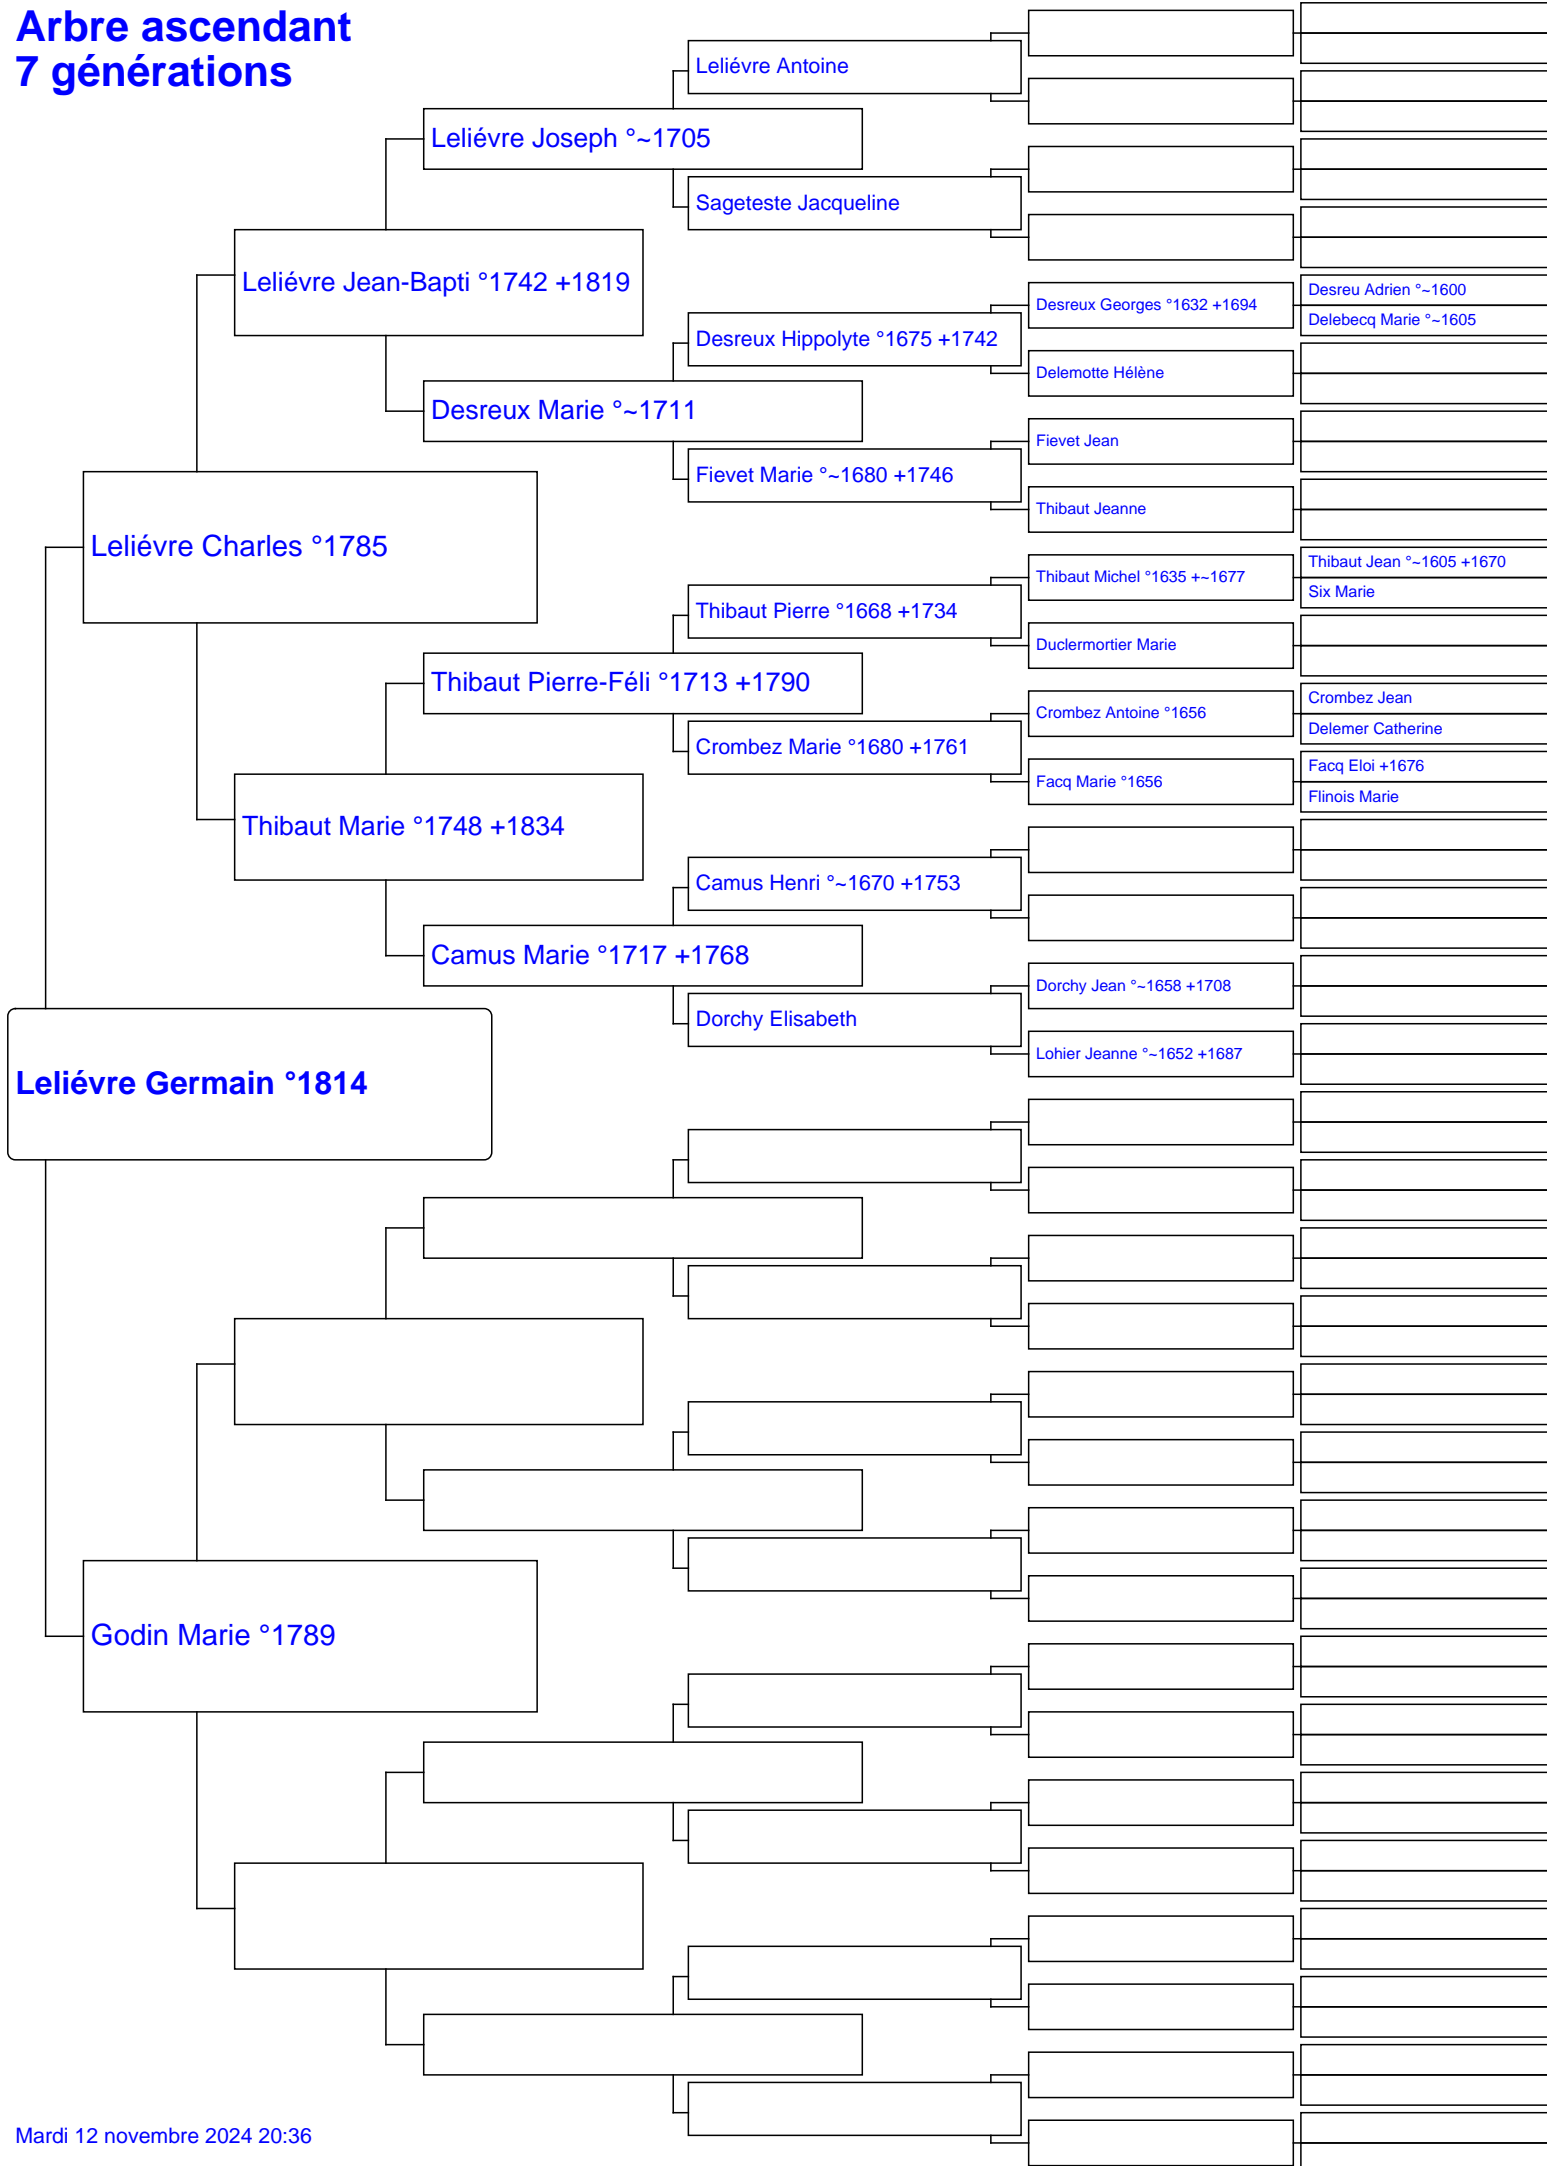 Arbre ascendant
7 générations
Leliévre Antoine
Leliévre Joseph °~1705
Sageteste Jacqueline
Leliévre Jean-Bapti °1742 +1819
Desreux Georges °1632 +1694
Desreu Adrien °~1600
Delebecq Marie °~1605
Desreux Hippolyte °1675 +1742
Delemotte Hélène
Desreux Marie °~1711
Fievet Jean
Fievet Marie °~1680 +1746
Thibaut Jeanne
Leliévre Charles °1785
Thibaut Michel °1635 +~1677
Thibaut Jean °~1605 +1670
Six Marie
Thibaut Pierre °1668 +1734
Duclermortier Marie
Thibaut Pierre-Féli °1713 +1790
Crombez Antoine °1656
Crombez Jean
Delemer Catherine
Crombez Marie °1680 +1761
Facq Marie °1656
Facq Eloi +1676
Flinois Marie
Thibaut Marie °1748 +1834
Camus Henri °~1670 +1753
Camus Marie °1717 +1768
Dorchy Jean °~1658 +1708
Dorchy Elisabeth
Lohier Jeanne °~1652 +1687
Leliévre Germain °1814
Godin Marie °1789
Mardi 12 novembre 2024 20:36